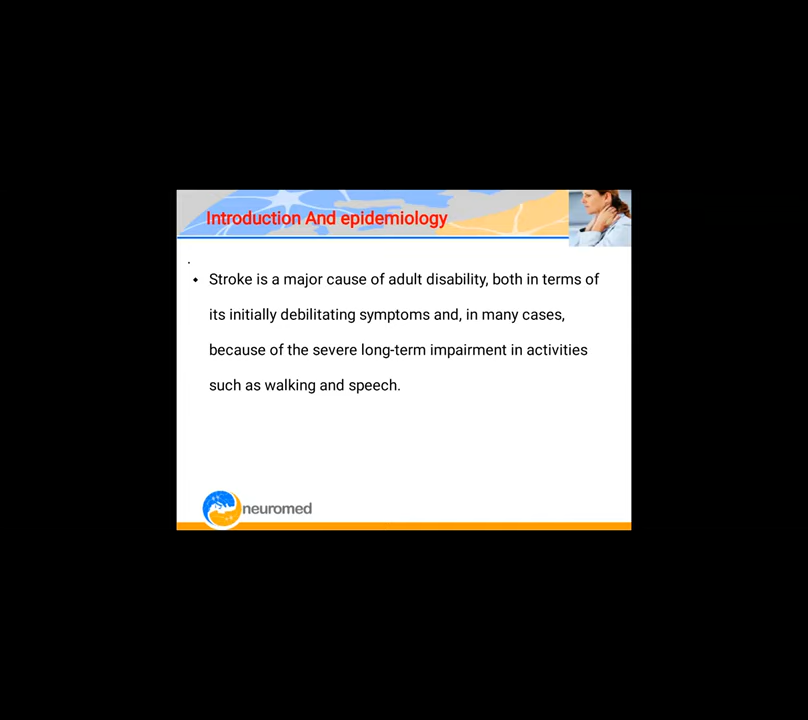 Introduction And epidemiology
.
• Stroke is a major cause of adult disability, both in terms of
its initially debilitating symptoms and, in many cases,
because of the severe long-term impairment in activities
such as walking and speech.
neuromed